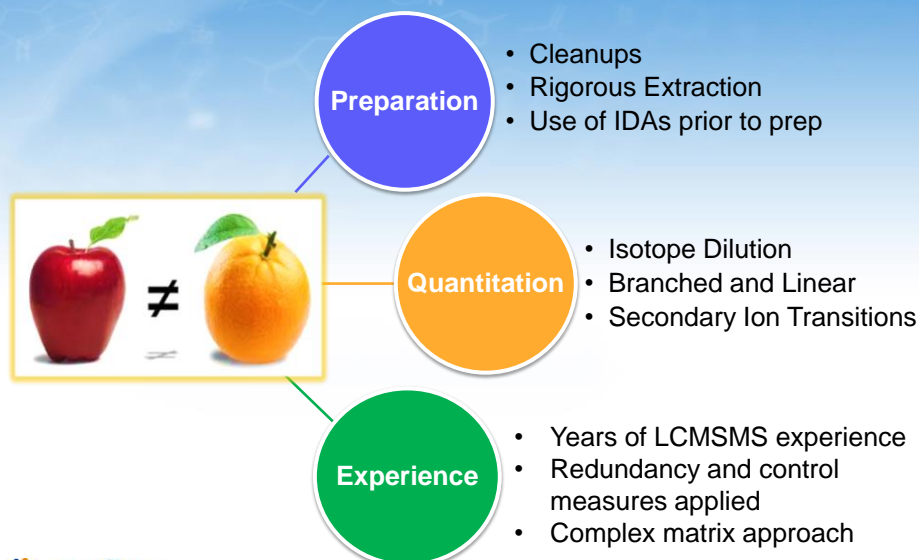 Preparation
• Cleanups
• Rigorous Extraction
• Use of IDAs prior to prep
≠
Quantitation
• Isotope Dilution
• Branched and Linear
• Secondary Ion Transitions
Experience
• Years of LCMSMS experience
• Redundancy and control
measures applied
• Complex matrix approach